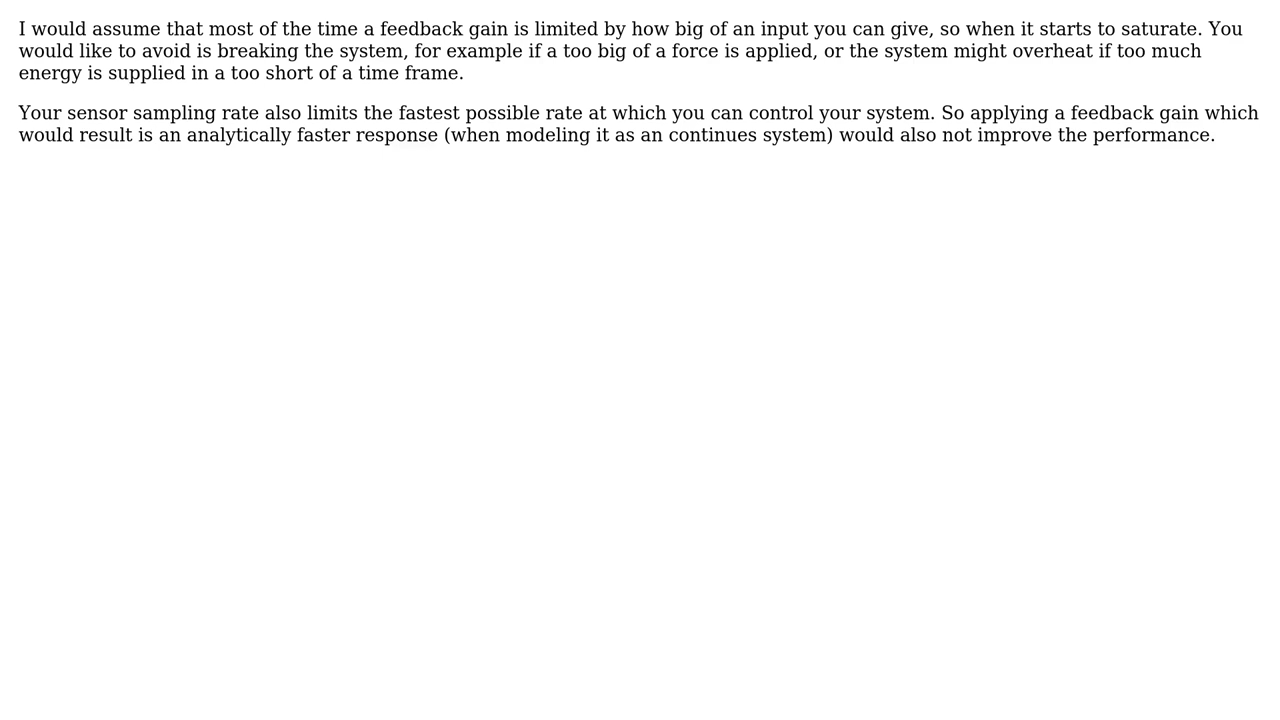 I would assume that most of the time a feedback gain is limited by how big of an input you can give, so when it starts to saturate. You
would like to avoid is breaking the system, for example if a too big of a force is applied, or the system might overheat if too much
energy is supplied in a too short of a time frame.
Your sensor sampling rate also limits the fastest possible rate at which you can control your system. So applying a feedback gain which
would result is an analytically faster response (when modeling it as an continues system) would also not improve the performance.